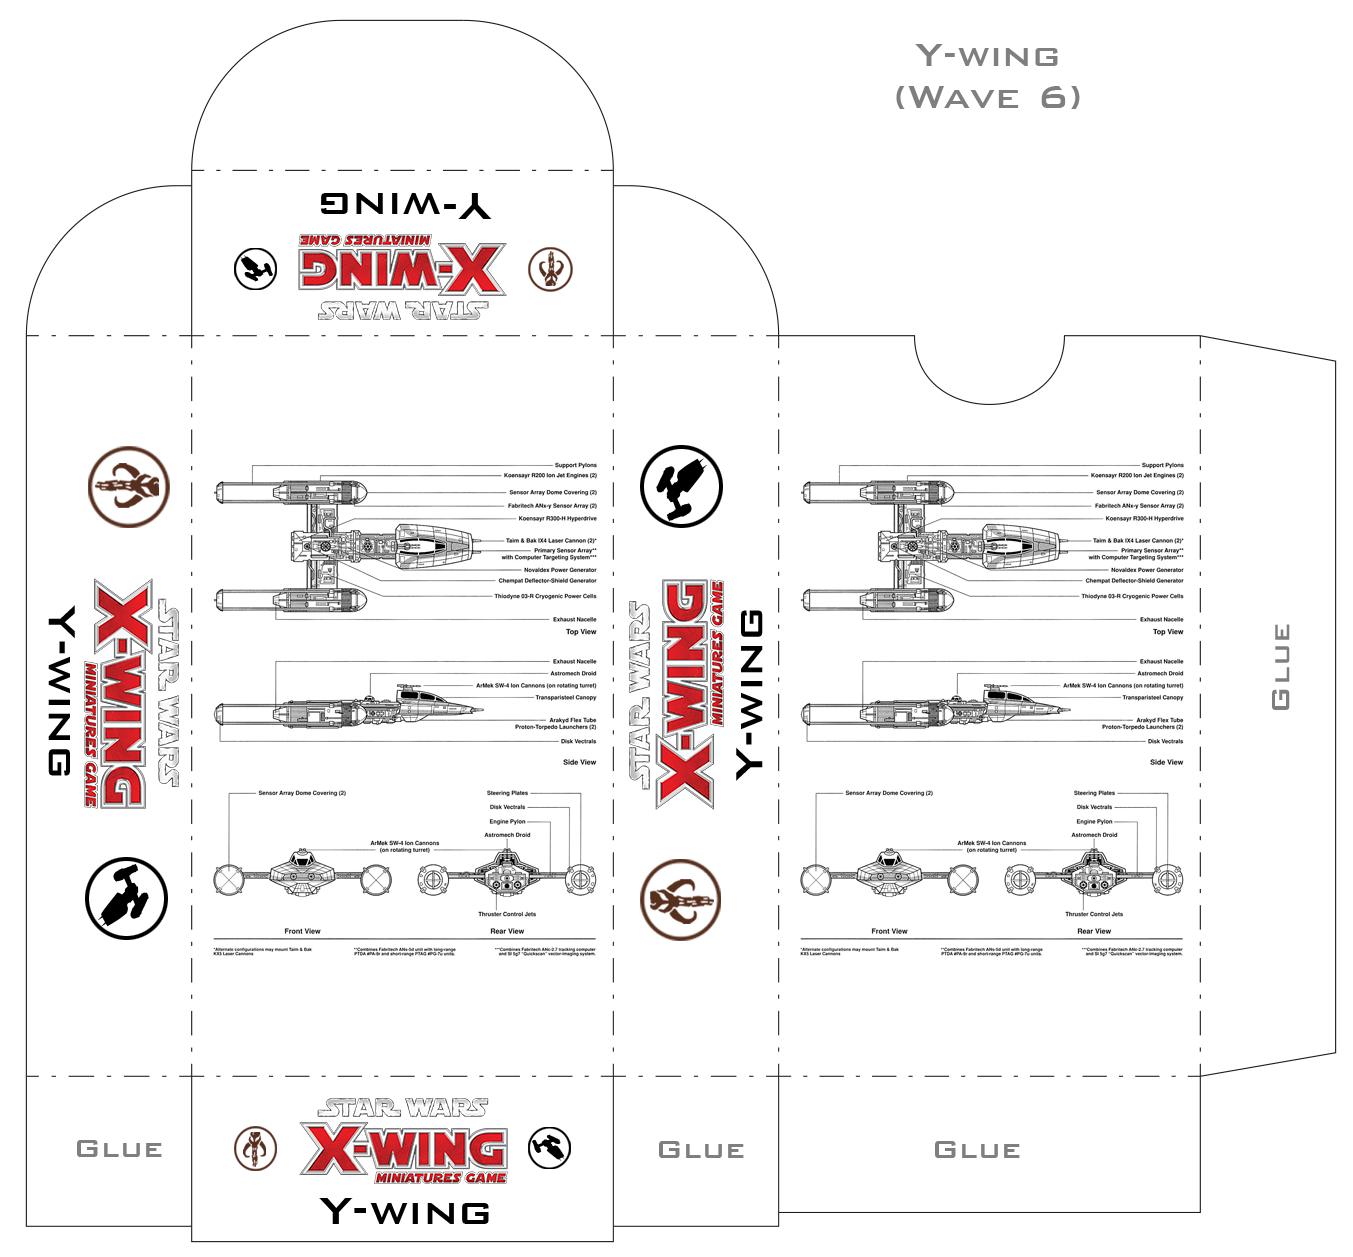 Y-wing
(Wave 6)
Y-wing
STAR WARS
X-WING
MINIATURES GAME
STAR WARS
X-WING
MINIATURES GAME
Y-wing
Support Pylons
Koensayr R200 Ion Jet Engines (2)
Sensor Array Dome Covering (2)
Fabritech ANx-y Sensor Array (2)
Koensayr R300-H Hyperdrive
Taim & Bak IX4 Laser Cannon (2)*
Primary Sensor Array**
with Computer Targeting System***
Novaldex Power Generator
Chempat Deflector-Shield Generator
Thiodyne 03-R Cryogenic Power Cells
Exhaust Nacelle
Top View
Exhaust Nacelle
Astromech Droid
ArMek SW-4 Ion Cannons (on rotating turret)
Transparisteel Canopy
Arakyd Flex Tube
Proton-Torpedo Launchers (2)
Disk Vectrals
Side View
Sensor Array Dome Covering (2)
Steering Plates
Disk Vectrals
Engine Pylon
Astromech Droid
ArMek SW-4 Ion Cannons
(on rotating turret)
Thruster Control Jets
Front View
Rear View
*Alternate configurations may mount Taim & Bak
KX5 Laser Cannons
**Combines Fabritech ANs-5d unit with long-range
PTDA #PA-9r and short-range PTAG #PG-7u units.
***Combines Fabritech ANc-2.7 tracking computer
and SI 5g7 "Quickscan" vector-imaging system.
STAR WARS
X-WING
MINIATURES GAME
Y-wing
Support Pylons
Koensayr R200 Ion Jet Engines (2)
Sensor Array Dome Covering (2)
Fabritech ANx-y Sensor Array (2)
Koensayr R300-H Hyperdrive
Taim & Bak IX4 Laser Cannon (2)*
Primary Sensor Array**
with Computer Targeting System***
Novaldex Power Generator
Chempat Deflector-Shield Generator
Thiodyne 03-R Cryogenic Power Cells
Exhaust Nacelle
Top View
Exhaust Nacelle
Astromech Droid
ArMek SW-4 Ion Cannons (on rotating turret)
Transparisteel Canopy
Arakyd Flex Tube
Proton-Torpedo Launchers (2)
Disk Vectrals
Side View
Sensor Array Dome Covering (2)
Steering Plates
Disk Vectrals
Engine Pylon
Astromech Droid
ArMek SW-4 Ion Cannons
(on rotating turret)
Thruster Control Jets
Front View
Rear View
*Alternate configurations may mount Taim & Bak
KX5 Laser Cannons
**Combines Fabritech ANs-5d unit with long-range
PTDA #PA-9r and short-range PTAG #PG-7u units.
***Combines Fabritech ANc-2.7 tracking computer
and SI 5g7 "Quickscan" vector-imaging system.
Glue
Glue
STAR WARS
X-WING
MINIATURES GAME
Y-wing
Glue
Glue